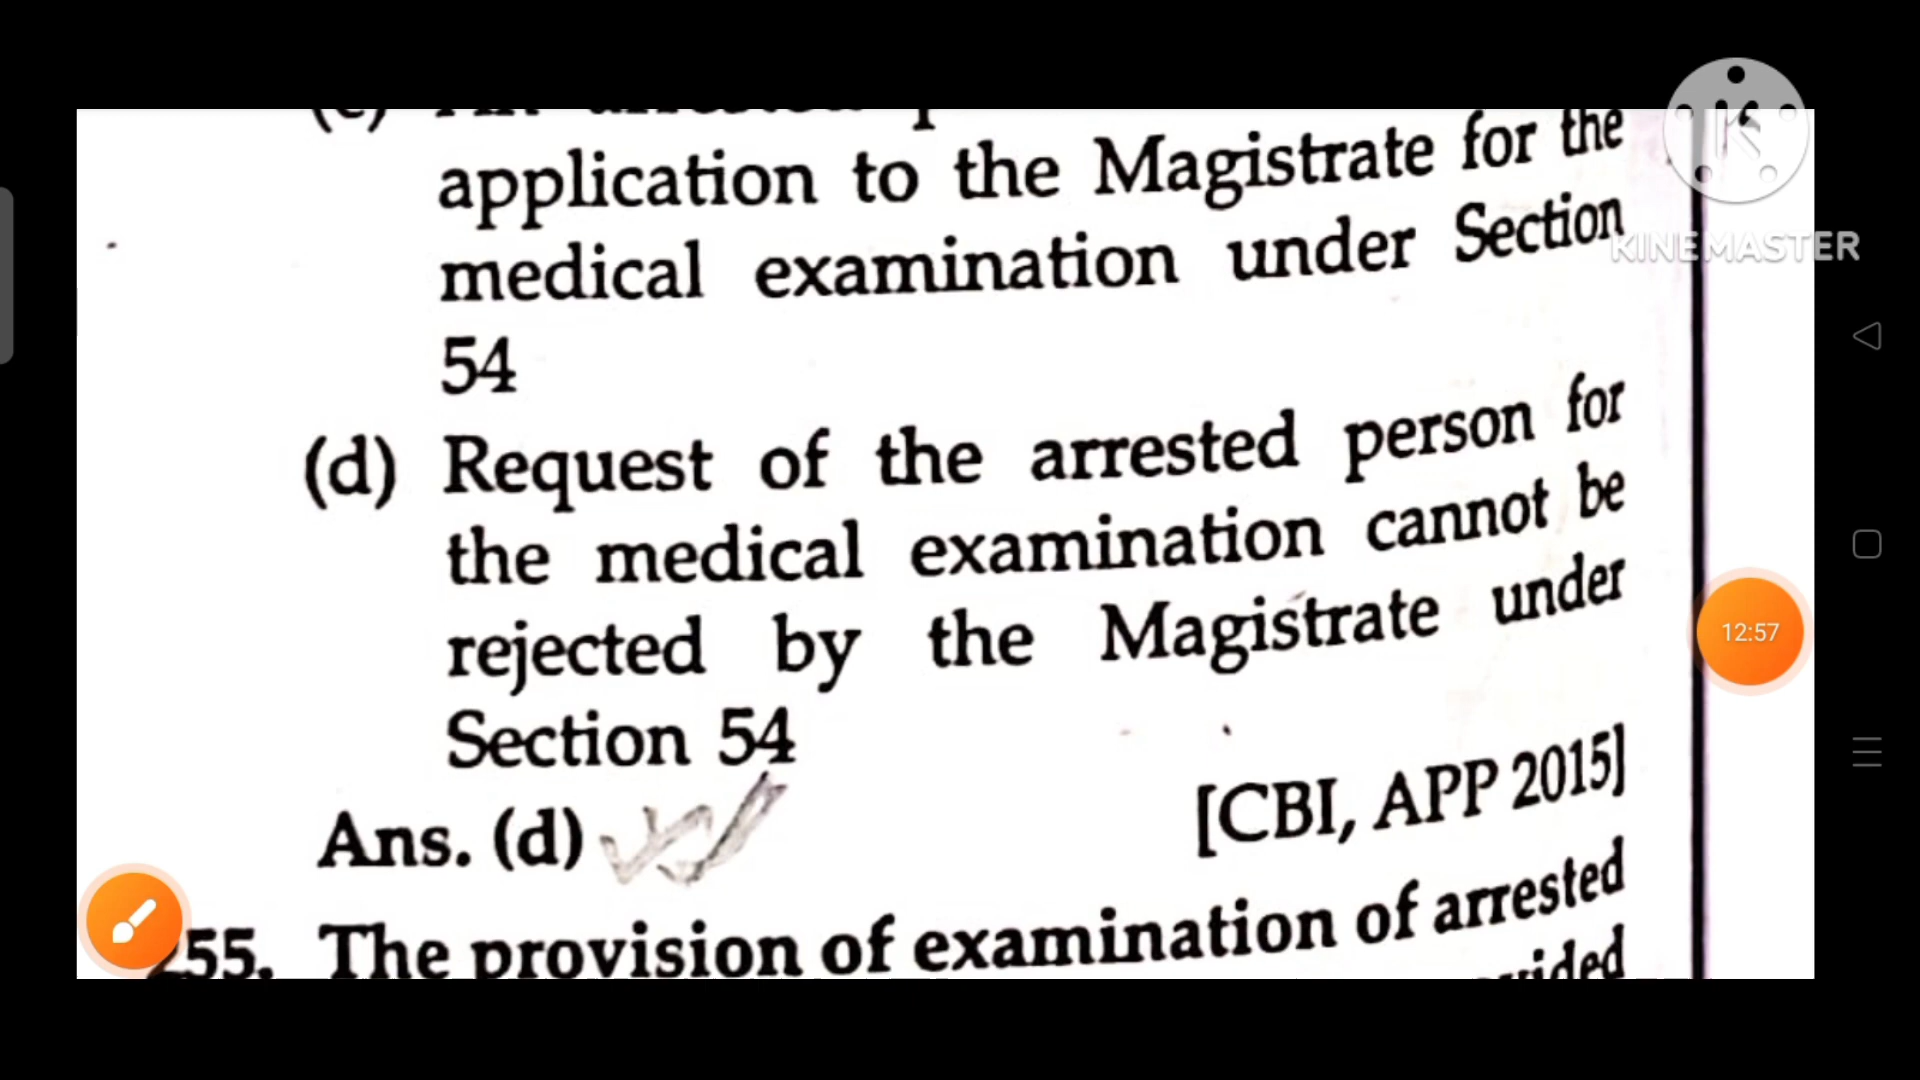 application to the Magistrate for the
medical examination under Section
54
(d) Request of the arrested person for
the medical examination cannot be
rejected by the Magistrate under
Section 54
Ans. (d)
[CBI, APP 2015]
255. The provision of examination of arrested
KINEMASTER
12:57